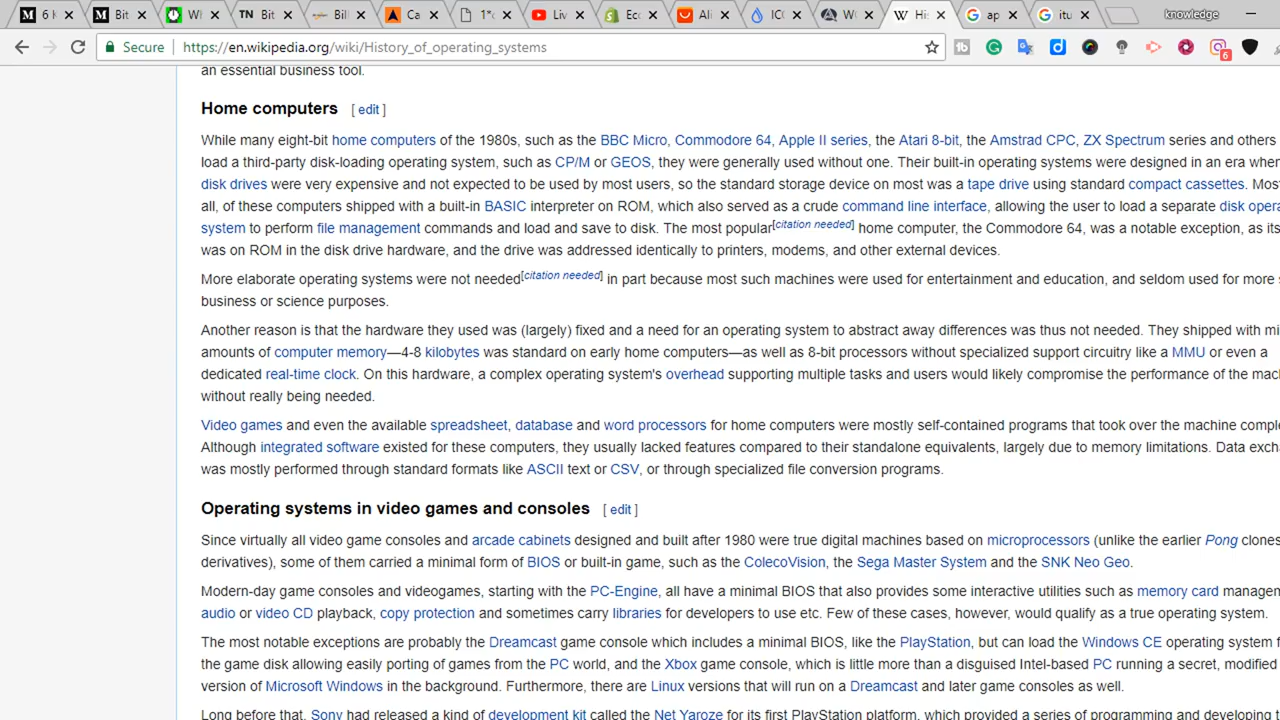 6 k Bit Wh Bit Bill Ca 1*c Liv Ecc Ali ICC WC His ap itu knowledge
Secure https://en.wikipedia.org/wiki/History_of_operating_systems 6
an essential business tool.
Home computers [ edit ]
While many eight-bit home computers of the 1980s, such as the BBC Micro, Commodore 64, Apple II series, the Atari 8-bit, the Amstrad CPC, ZX Spectrum series and others
load a third-party disk-loading operating system, such as CP/M or GEOS, they were generally used without one. Their built-in operating systems were designed in an era when
disk drives were very expensive and not expected to be used by most users, so the standard storage device on most was a tape drive using standard compact cassettes. Most
all, of these computers shipped with a built-in BASIC interpreter on ROM, which also served as a crude command line interface, allowing the user to load a separate disk opera
system to perform file management commands and load and save to disk. The most popular[citation needed] home computer, the Commodore 64, was a notable exception, as its
was on ROM in the disk drive hardware, and the drive was addressed identically to printers, modems, and other external devices.
More elaborate operating systems were not needed[citation needed] in part because most such machines were used for entertainment and education, and seldom used for more s
business or science purposes.
Another reason is that the hardware they used was (largely) fixed and a need for an operating system to abstract away differences was thus not needed. They shipped with mi
amounts of computer memory—4-8 kilobytes was standard on early home computers—as well as 8-bit processors without specialized support circuitry like a MMU or even a
dedicated real-time clock. On this hardware, a complex operating system's overhead supporting multiple tasks and users would likely compromise the performance of the mac
without really being needed.
Video games and even the available spreadsheet, database and word processors for home computers were mostly self-contained programs that took over the machine comple
Although integrated software existed for these computers, they usually lacked features compared to their standalone equivalents, largely due to memory limitations. Data excha
was mostly performed through standard formats like ASCII text or CSV, or through specialized file conversion programs.
Operating systems in video games and consoles [ edit ]
Since virtually all video game consoles and arcade cabinets designed and built after 1980 were true digital machines based on microprocessors (unlike the earlier Pong clones
derivatives), some of them carried a minimal form of BIOS or built-in game, such as the ColecoVision, the Sega Master System and the SNK Neo Geo.
Modern-day game consoles and videogames, starting with the PC-Engine, all have a minimal BIOS that also provides some interactive utilities such as memory card managem
audio or video CD playback, copy protection and sometimes carry libraries for developers to use etc. Few of these cases, however, would qualify as a true operating system.
The most notable exceptions are probably the Dreamcast game console which includes a minimal BIOS, like the PlayStation, but can load the Windows CE operating system f
the game disk allowing easily porting of games from the PC world, and the Xbox game console, which is little more than a disguised Intel-based PC running a secret, modified
version of Microsoft Windows in the background. Furthermore, there are Linux versions that will run on a Dreamcast and later game consoles as well.
Long before that, Sony had released a kind of development kit called the Net Yaroze for its first PlayStation platform, which provided a series of programming and developing